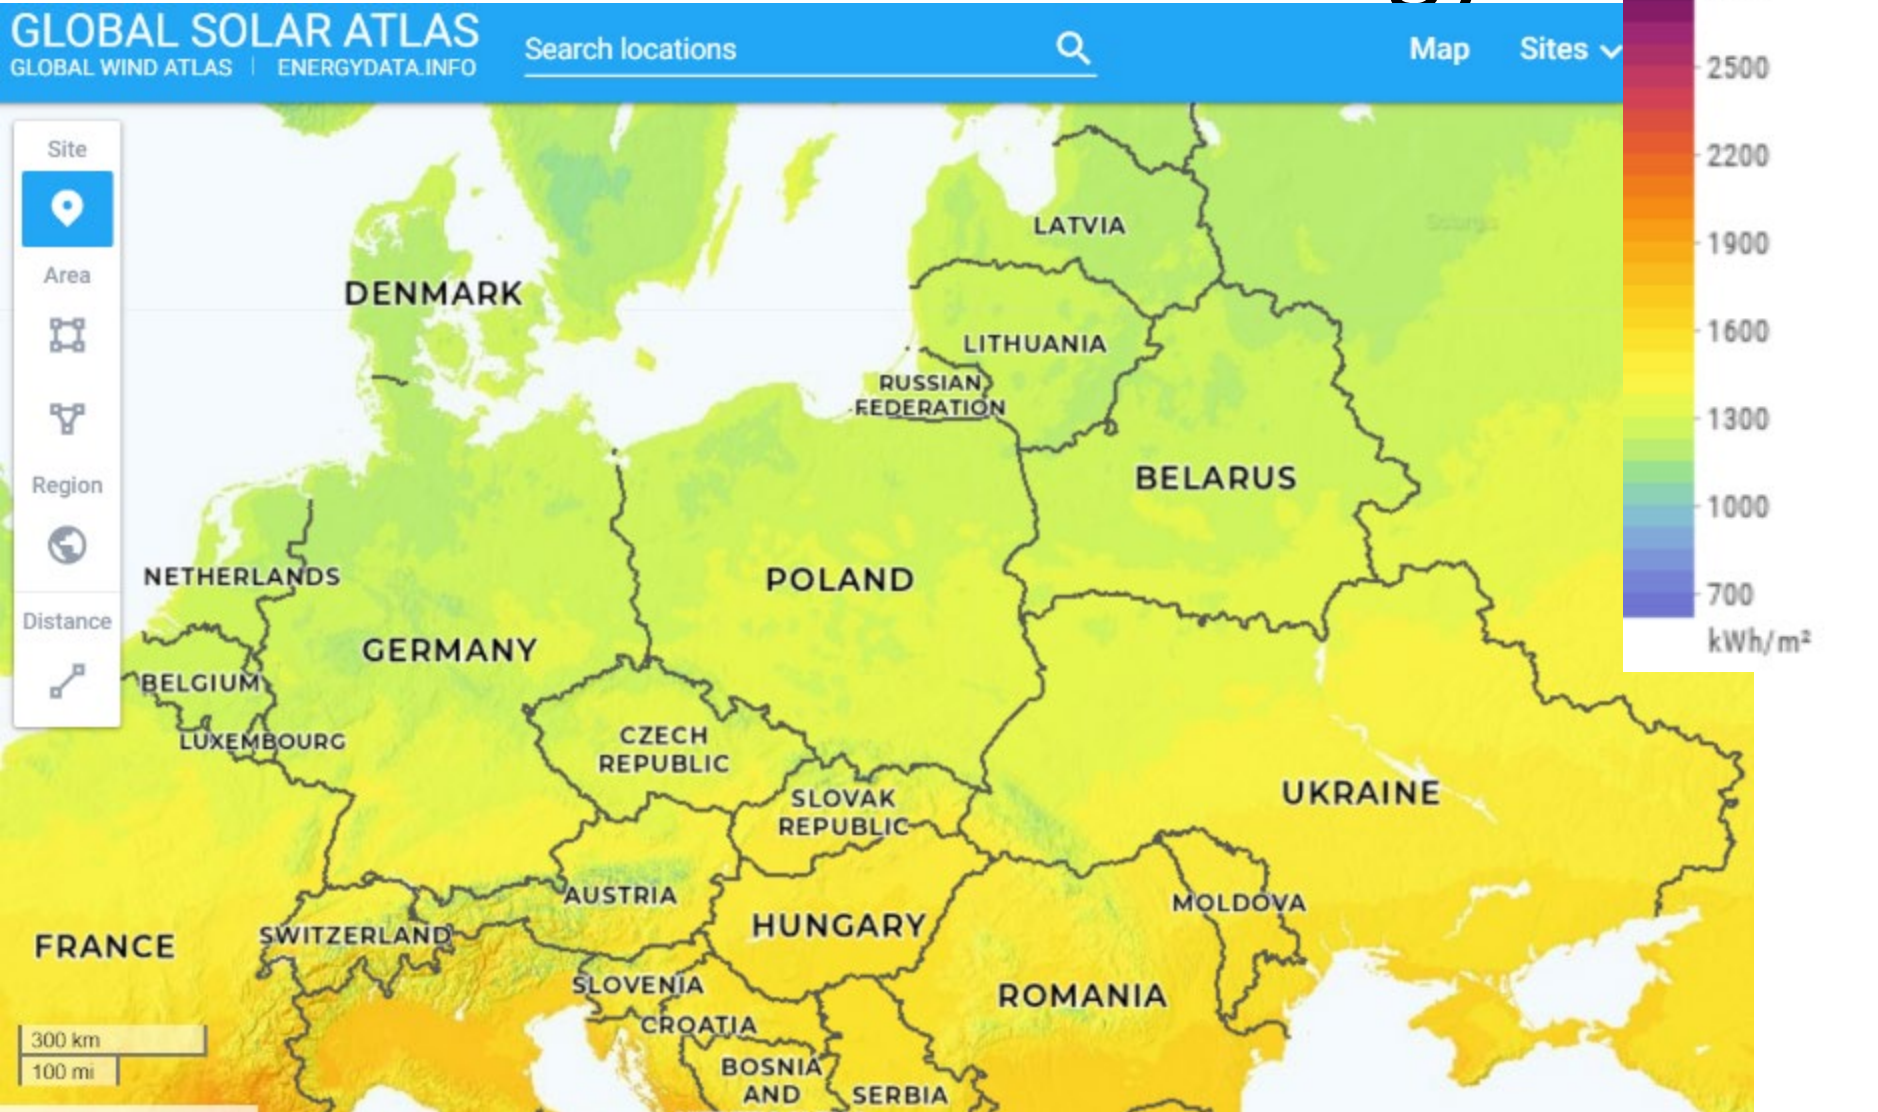 GLOBAL SOLAR ATLAS
GLOBAL WIND ATLAS | ENERGYDATA.INFO
Search locations
Map
Sites
Site
Area
Region
Distance
2500
2200
1900
1600
1300
1000
700
kWh/m²
LATVIA
DENMARK
LITHUANIA
RUSSIAN
FEDERATION
BELARUS
NETHERLANDS
POLAND
GERMANY
BELGIUM
LUXEMBOURG
CZECH
REPUBLIC
SLOVAK
REPUBLIC
UKRAINE
AUSTRIA
MOLDOVA
HUNGARY
SWITZERLAND
FRANCE
SLOVENIA
ROMANIA
CROATIA
BOSNIA
AND
SERBIA
300 km
100 mi